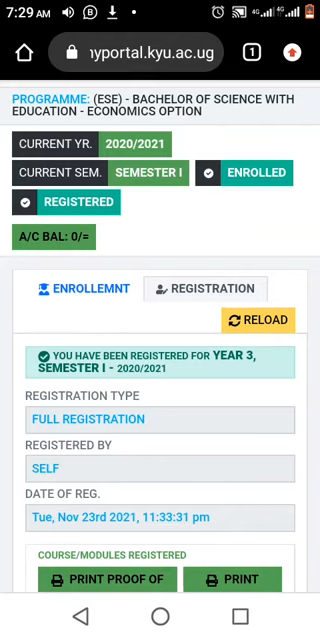 7:29 AM
4G 4G
nyportal.kyu.ac.ug 1
PROGRAMME: (ESE) - BACHELOR OF SCIENCE WITH
EDUCATION - ECONOMICS OPTION
CURRENT YR. 2020/2021
CURRENT SEM. SEMESTER I ENROLLED
REGISTERED
A/C BAL: 0/=
ENROLLEMNT REGISTRATION
RELOAD
YOU HAVE BEEN REGISTERED FOR YEAR 3,
SEMESTER I - 2020/2021
REGISTRATION TYPE
FULL REGISTRATION
REGISTERED BY
SELF
DATE OF REG.
Tue, Nov 23rd 2021, 11:33:31 pm
COURSE/MODULES REGISTERED
PRINT PROOF OF PRINT